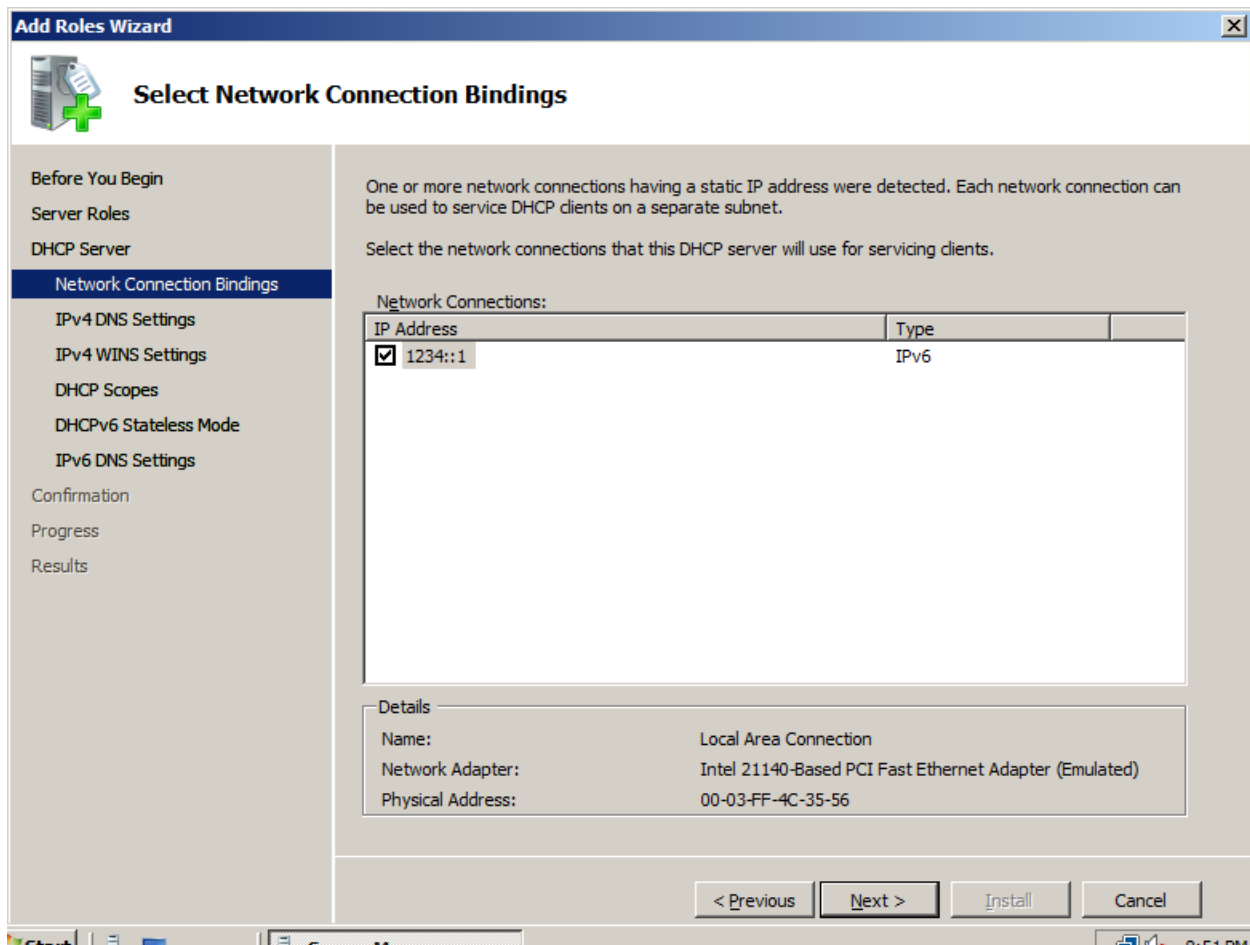 Add Roles Wizard
Select Network Connection Bindings
Before You Begin
Server Roles
DHCP Server
Network Connection Bindings
IPv4 DNS Settings
IPv4 WINS Settings
DHCP Scopes
DHCPv6 Stateless Mode
IPv6 DNS Settings
Confirmation
Progress
Results
One or more network connections having a static IP address were detected. Each network connection can
be used to service DHCP clients on a separate subnet.
Select the network connections that this DHCP server will use for servicing clients.
Network Connections:
IP Address Type
1234::1 IPv6
Details
Name: Local Area Connection
Network Adapter: Intel 21140-Based PCI Fast Ethernet Adapter (Emulated)
Physical Address: 00-03-FF-4C-35-56
< Previous Next > Install Cancel
Start